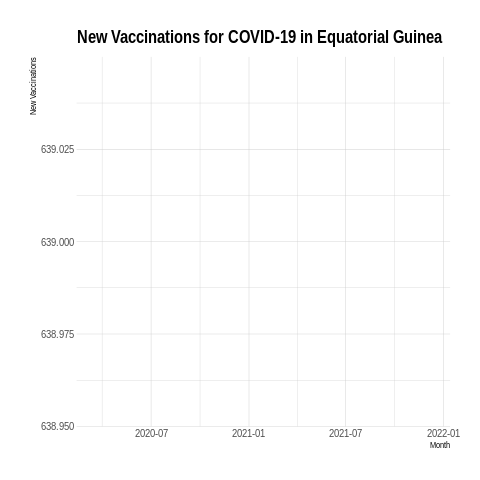 New Vaccinations for COVID-19 in Equatorial Guinea
New Vaccinations
639.025
639.000
638.975
638.950
2020-07 2021-01 2021-07 2022-01
Month